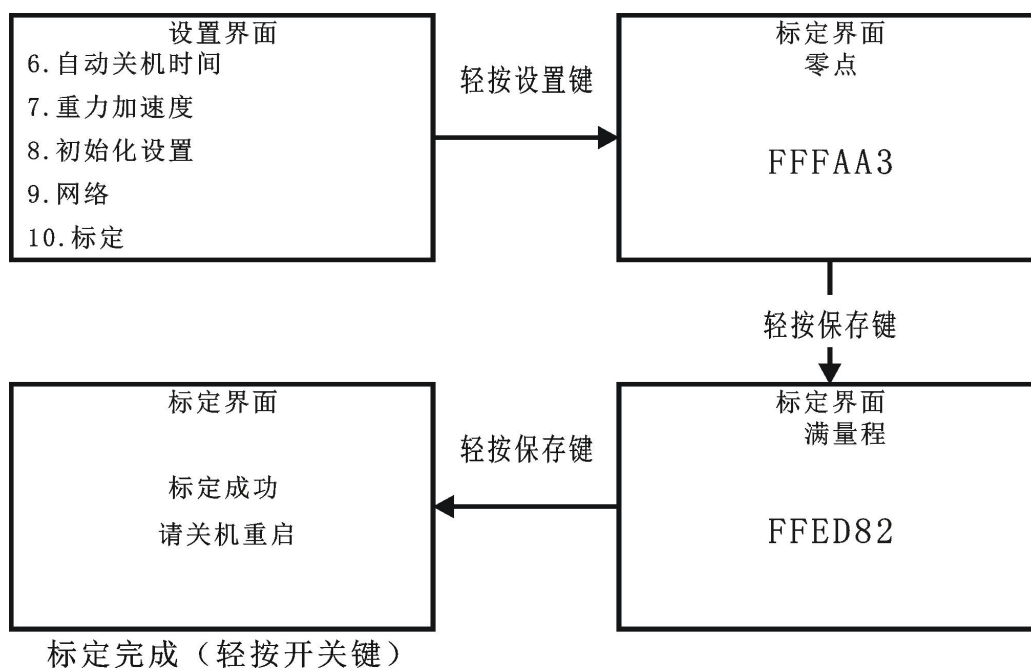 设置界面
6.自动关机时间
7.重力加速度
8.初始化设置
9.网络
10.标定
轻按设置键
标定界面
零点
FFFAA3
轻按保存键
标定界面
满量程
FFED82
轻按保存键
标定界面
标定成功
请关机重启
标定完成（轻按开关键）